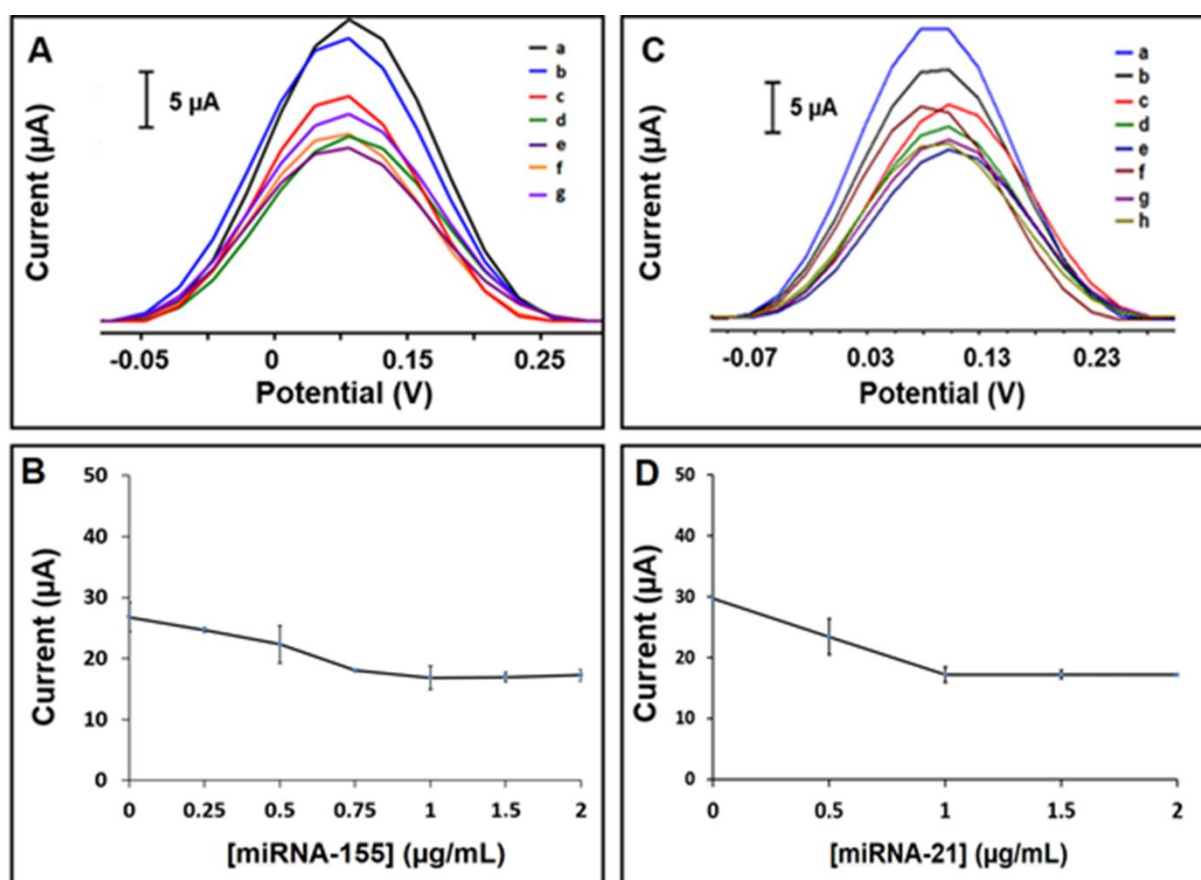 A
5 µA
a
b
c
d
e
f
g
Current (µA)
-0.05 0 0.15 0.25
Potential (V)
C
5 µA
a
b
c
d
e
f
g
h
Current (µA)
-0.07 0.03 0.13 0.23
Potential (V)
B
50
40
30
20
10
0
Current (µA)
0 0.25 0.5 0.75 1 1.5 2
[miRNA-155] (µg/mL)
D
50
40
30
20
10
0
Current (µA)
0 0.5 1 1.5 2
[miRNA-21] (µg/mL)